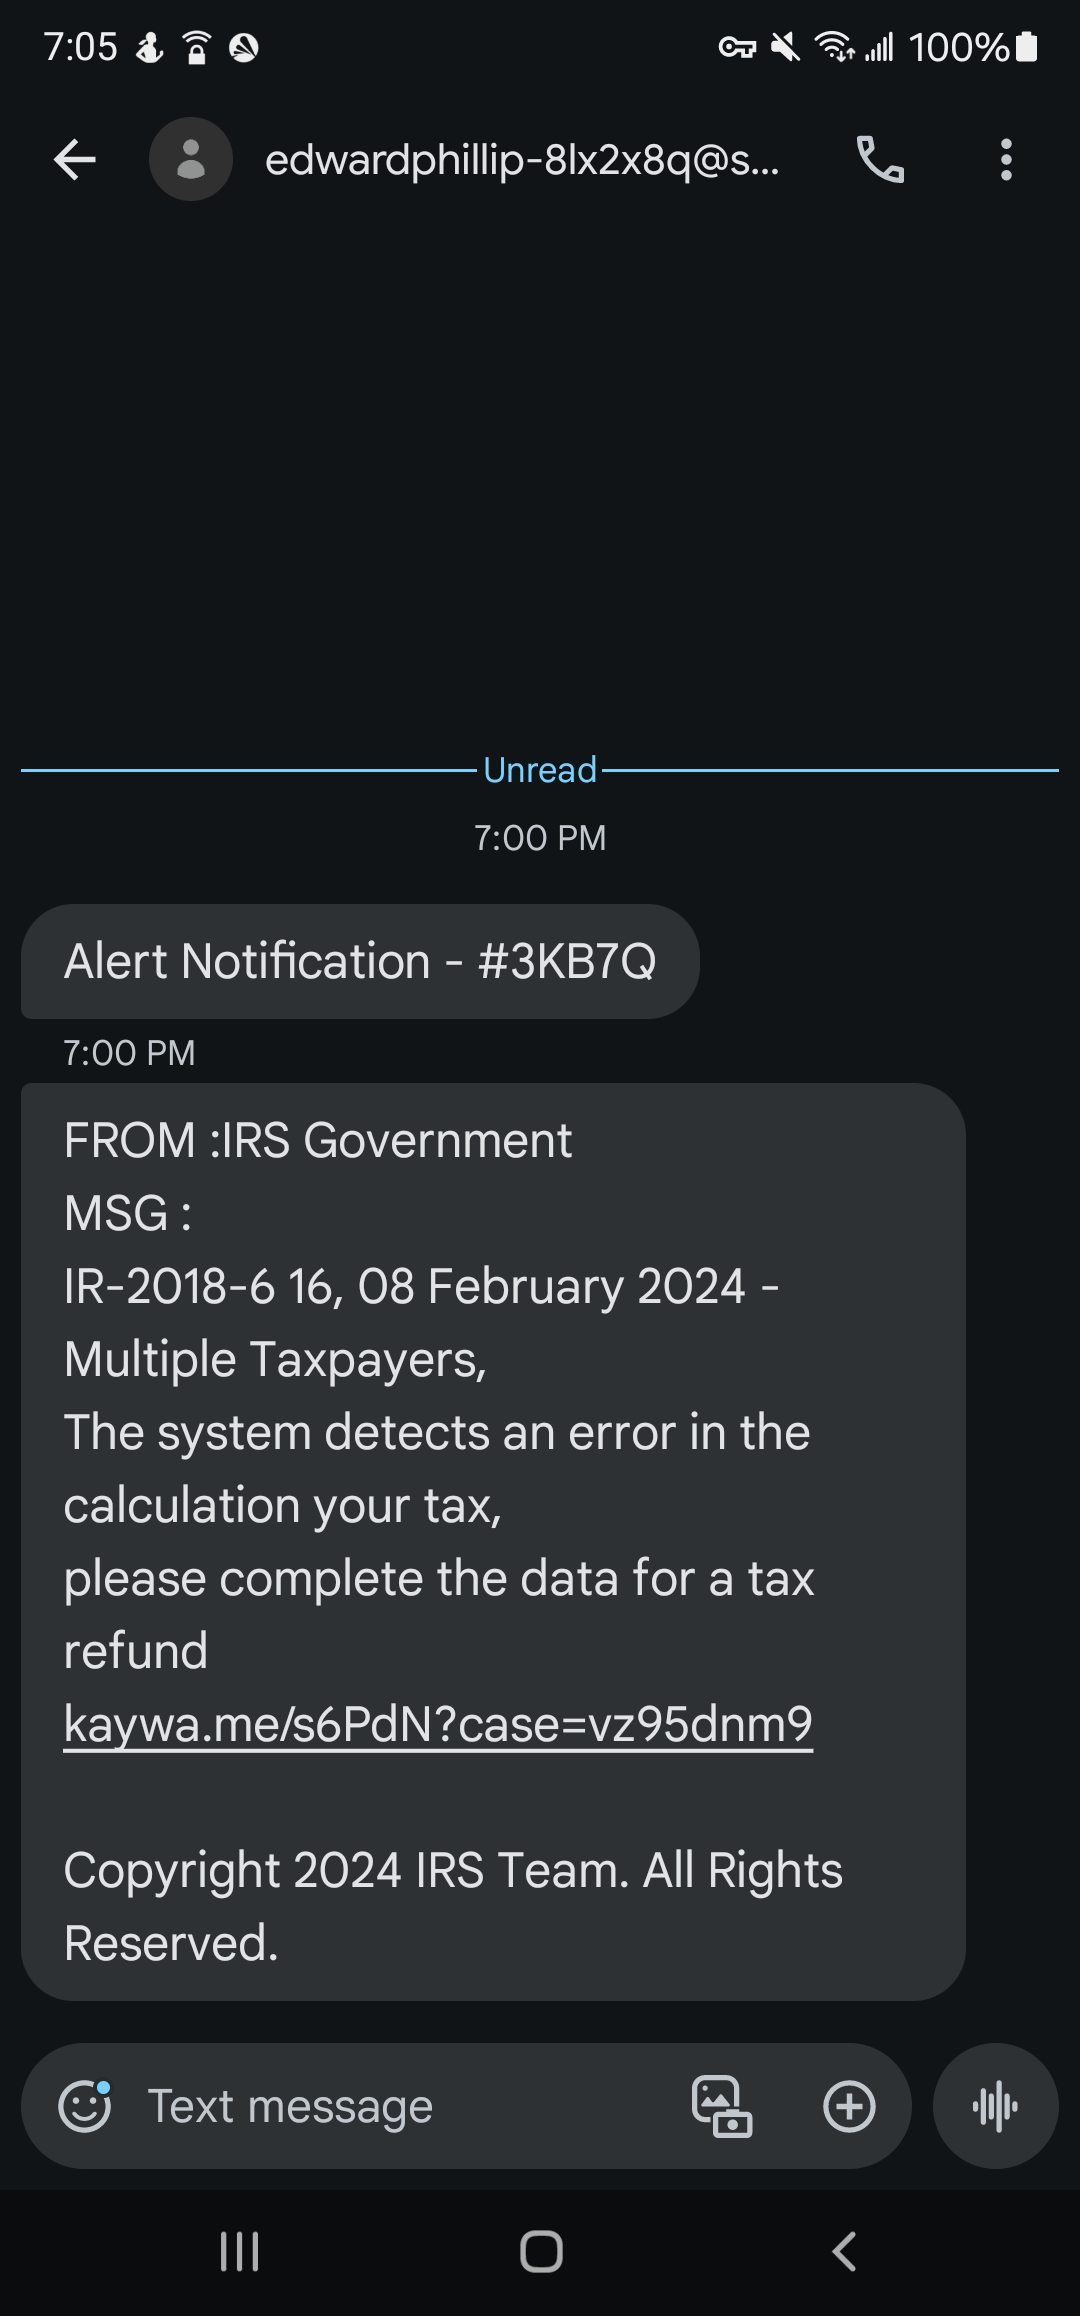 7:05 100%
edwardphillip-8lx2x8q@s...
Unread
7:00 PM
Alert Notification - #3KB7Q
7:00 PM
FROM :IRS Government
MSG :
IR-2018-6 16, 08 February 2024 -
Multiple Taxpayers,
The system detects an error in the
calculation your tax,
please complete the data for a tax
refund
kaywa.me/s6PdN?case=vz95dnm9
Copyright 2024 IRS Team. All Rights
Reserved.
Text message